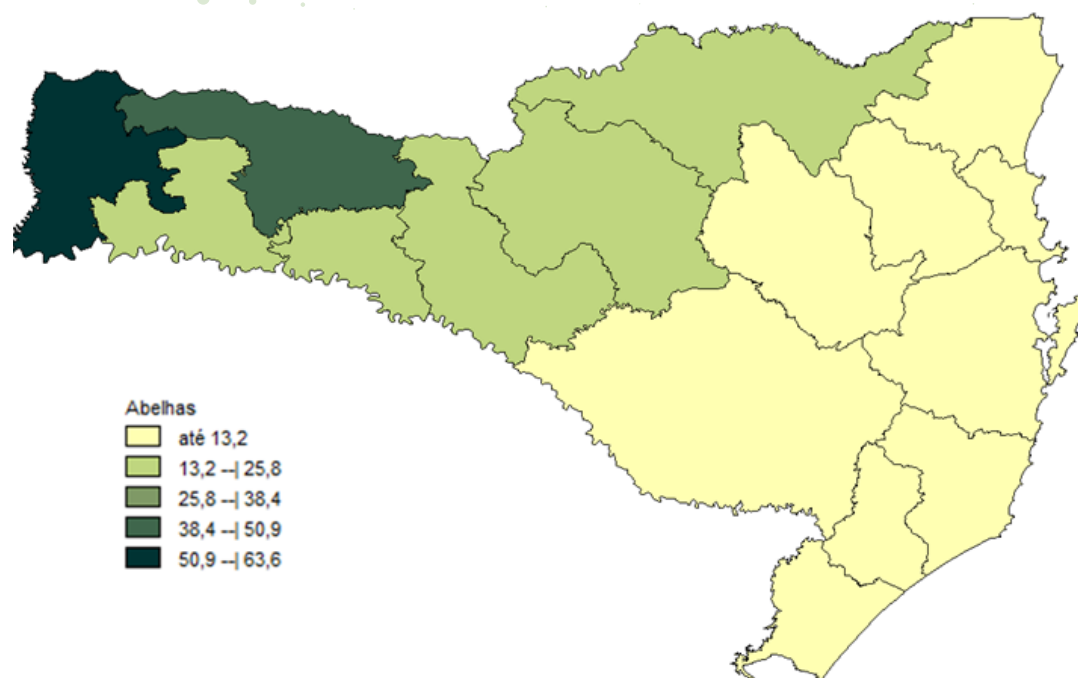 Abelhas
até 13,2
13,2 --| 25,8
25,8 --| 38,4
38,4 --| 50,9
50,9 --| 63,6